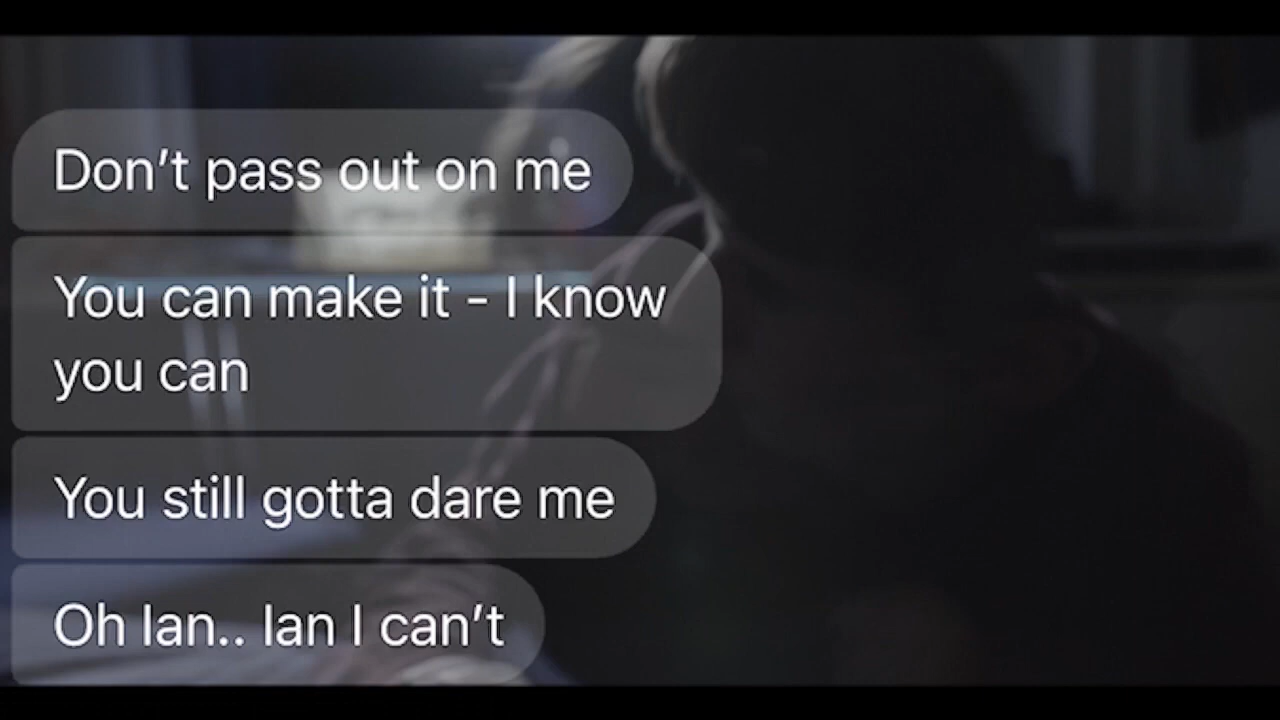 Don’t pass out on me
You can make it - I know
you can
You still gotta dare me
Oh Ian.. Ian I can’t